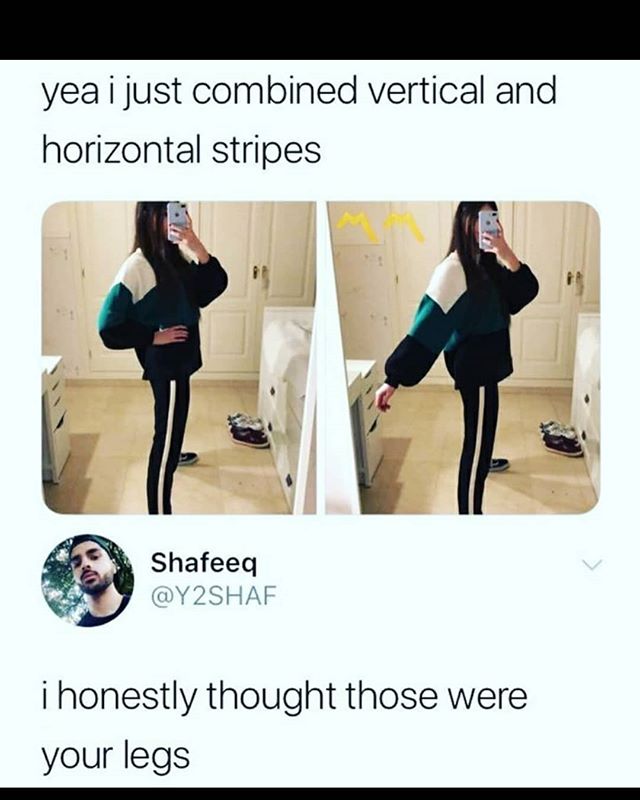 yea i just combined vertical and
horizontal stripes
Shafeeq
@Y2SHAF
i honestly thought those were
your legs